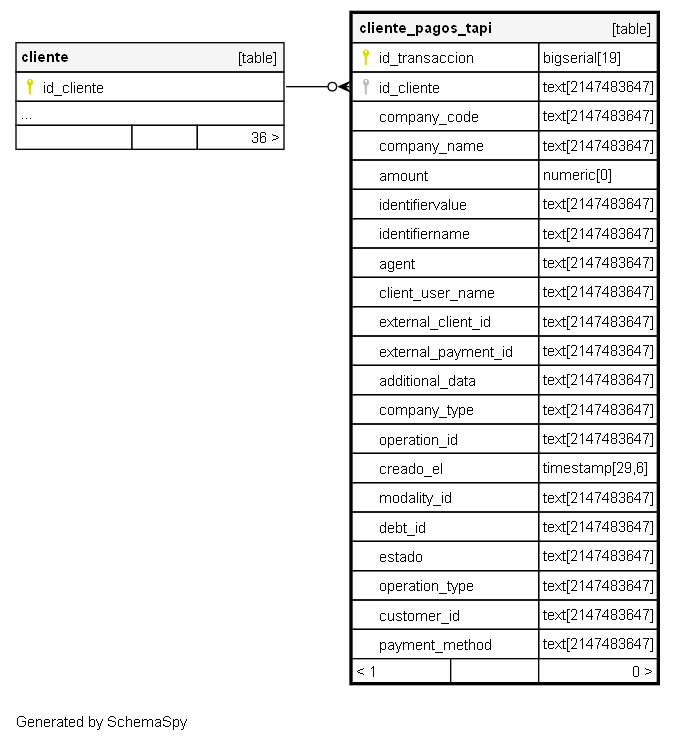 cliente [table]
id_cliente
...
36 >
cliente_pagos_tapi [table]
id_transaccion bigserial[19]
id_cliente text[2147483647]
company_code text[2147483647]
company_name text[2147483647]
amount numeric[0]
identifiervalue text[2147483647]
identifiername text[2147483647]
agent text[2147483647]
client_user_name text[2147483647]
external_client_id text[2147483647]
external_payment_id text[2147483647]
additional_data text[2147483647]
company_type text[2147483647]
operation_id text[2147483647]
creado_el timestamp[29,6]
modality_id text[2147483647]
debt_id text[2147483647]
estado text[2147483647]
operation_type text[2147483647]
customer_id text[2147483647]
payment_method text[2147483647]
< 1 0 >
Generated by SchemaSpy